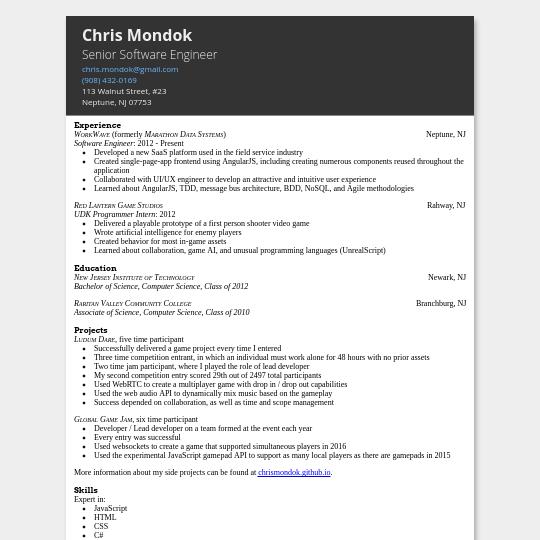 Chris Mondok
Senior Software Engineer
chris.mondok@gmail.com
(908) 432-0169
113 Walnut Street, #23
Neptune, NJ 07753
Experience
WorkWave (formerly Marathon Data Systems) Neptune, NJ
Software Engineer: 2012 - Present
• Developed a new SaaS platform used in the field service industry
• Created single-page-app frontend using AngularJS, including creating numerous components reused throughout the
application
• Collaborated with UI/UX engineer to develop an attractive and intuitive user experience
• Learned about AngularJS, TDD, message bus architecture, BDD, NoSQL, and Agile methodologies
Red Lantern Game Studios Rahway, NJ
UDK Programmer Intern: 2012
• Delivered a playable prototype of a first person shooter video game
• Wrote artificial intelligence for enemy players
• Created behavior for most in-game assets
• Learned about collaboration, game AI, and unusual programming languages (UnrealScript)
Education
New Jersey Institute of Technology Newark, NJ
Bachelor of Science, Computer Science, Class of 2012
Raritan Valley Community College Branchburg, NJ
Associate of Science, Computer Science, Class of 2010
Projects
Ludum Dare, five time participant
• Successfully delivered a game project every time I entered
• Three time competition entrant, in which an individual must work alone for 48 hours with no prior assets
• Two time jam participant, where I played the role of lead developer
• My second competition entry scored 29th out of 2497 total participants
• Used WebRTC to create a multiplayer game with drop in / drop out capabilities
• Used the web audio API to dynamically mix music based on the gameplay
• Success depended on collaboration, as well as time and scope management
Global Game Jam, six time participant
• Developer / Lead developer on a team formed at the event each year
• Every entry was successful
• Used websockets to create a game that supported simultaneous players in 2016
• Used the experimental JavaScript gamepad API to support as many local players as there are gamepads in 2015
More information about my side projects can be found at chrismondok.github.io.
Skills
Expert in:
• JavaScript
• HTML
• CSS
• C#